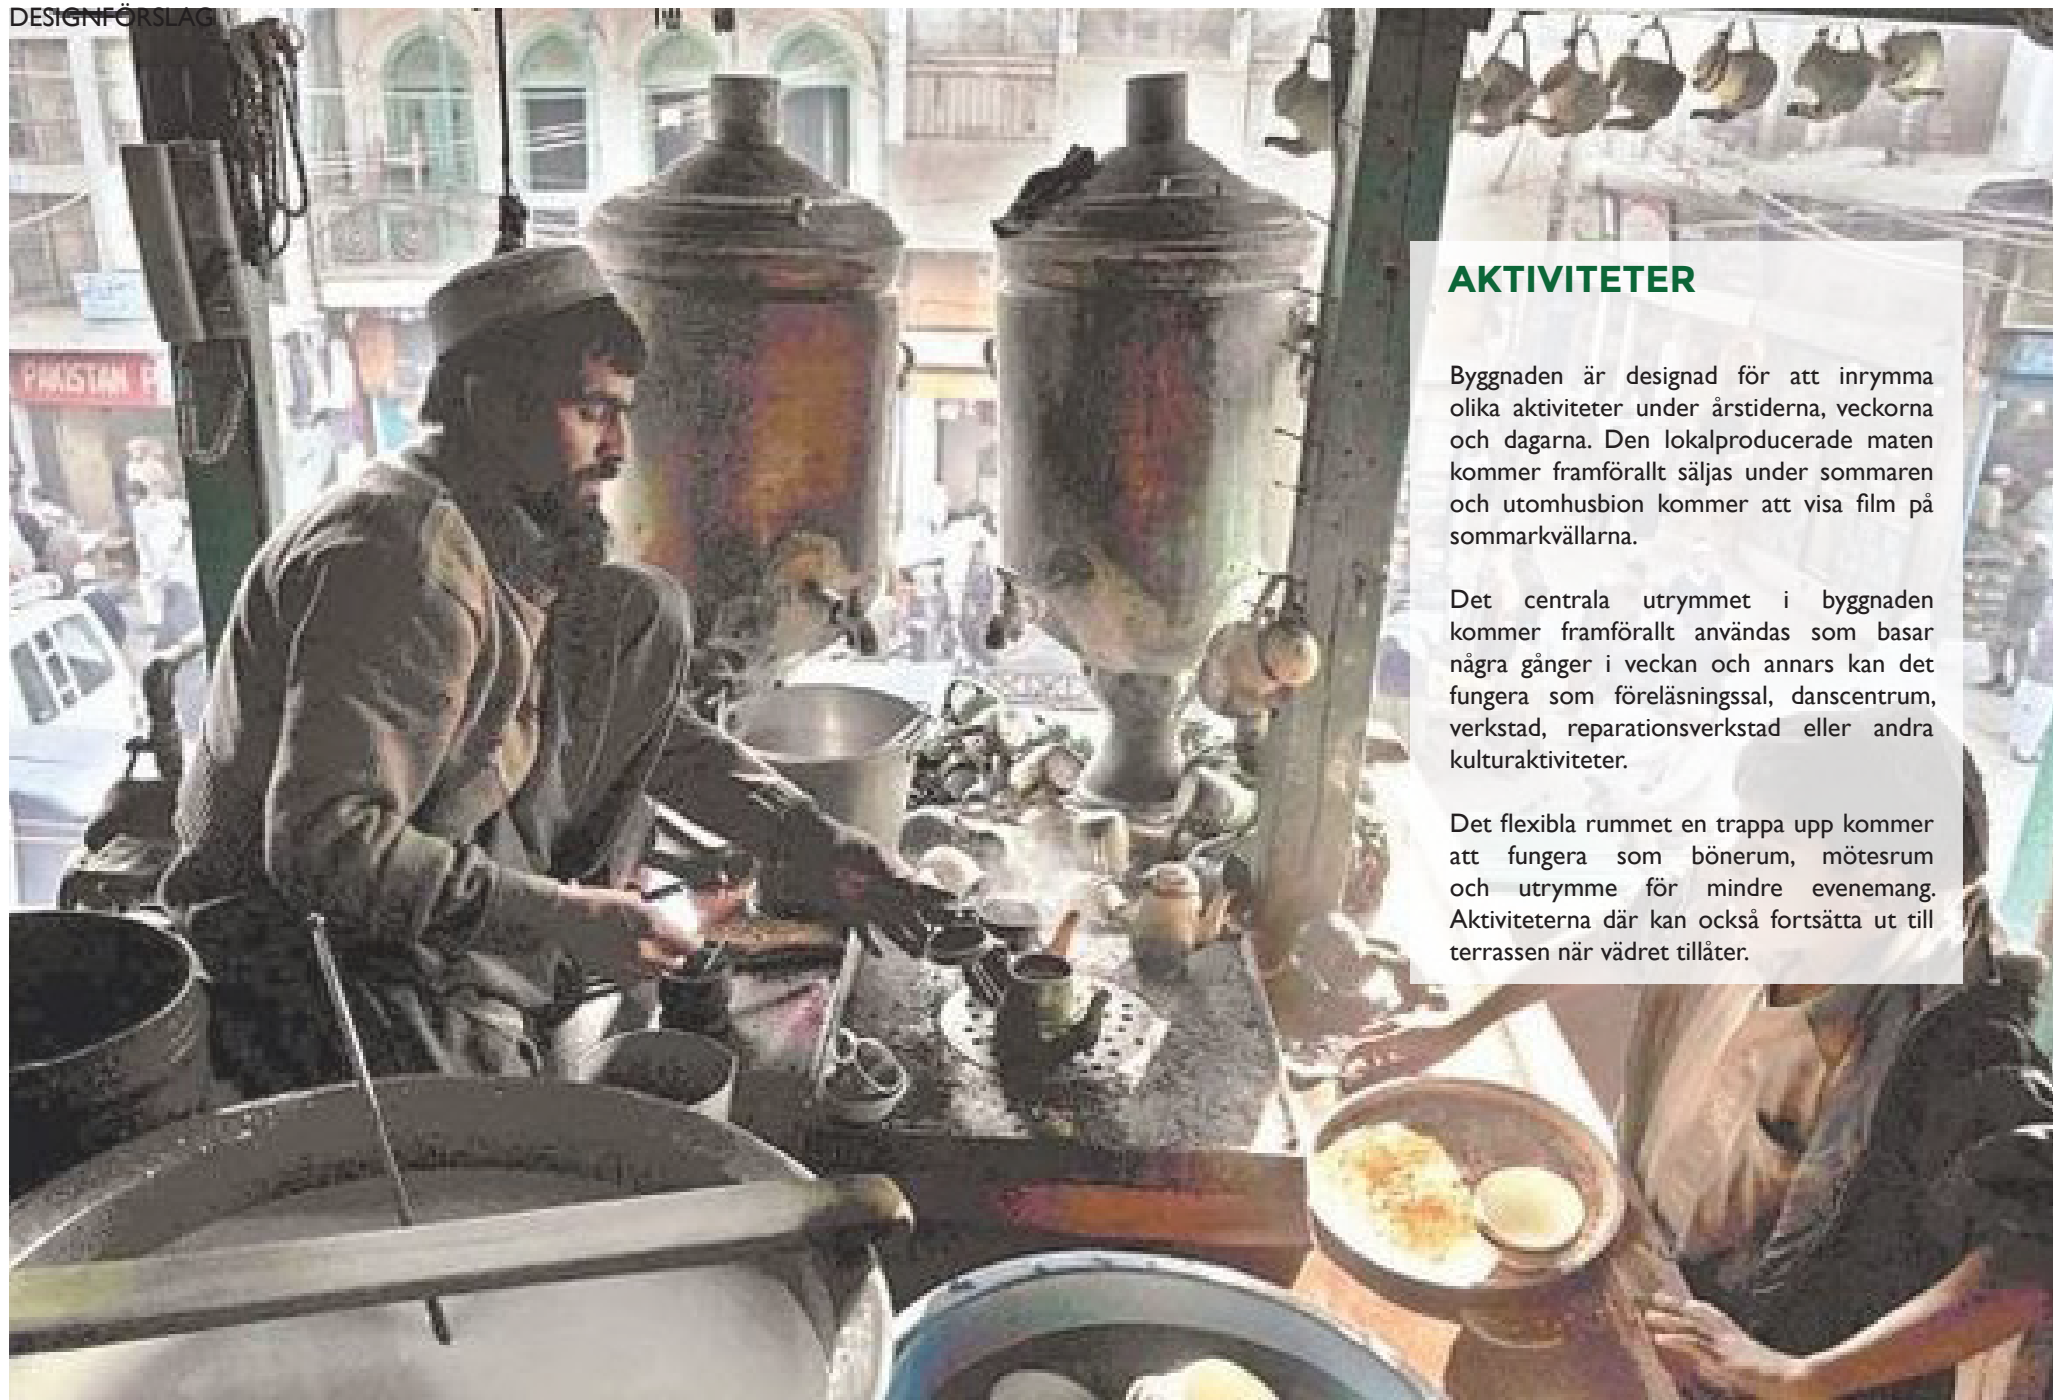 DESIGNFÖRSLAG
PAKISTAN P
AKTIVITETER
Byggnaden är designad för att inrymma
olika aktiviteter under årstiderna, veckorna
och dagarna. Den lokalproducerade maten
kommer framförallt säljas under sommaren
och utomhusbion kommer att visa film på
sommarkvällarna.
Det centrala utrymmet i byggnaden
kommer framförallt användas som basar
några gånger i veckan och annars kan det
fungera som föreläsningssal, danscentrum,
verkstad, reparationsverkstad eller andra
kulturaktiviteter.
Det flexibla rummet en trappa upp kommer
att fungera som bönerum, mötesrum
och utrymme för mindre evenemang.
Aktiviteterna där kan också fortsätta ut till
terrassen när vädret tillåter.